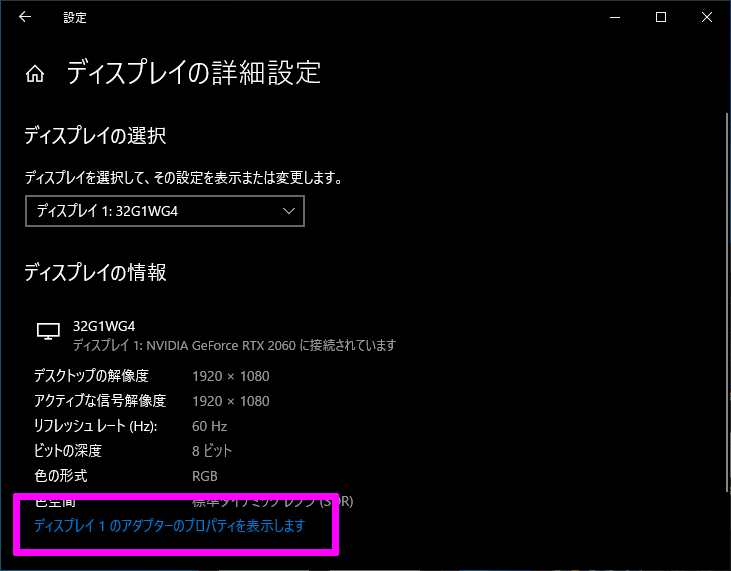 設定
ディスプレイの詳細設定
ディスプレイの選択
ディスプレイを選択して、その設定を表示または変更します。
ディスプレイ 1: 32G1WG4
ディスプレイの情報
32G1WG4
ディスプレイ 1: NVIDIA GeForce RTX 2060 に接続されています
デスクトップの解像度 1920 × 1080
アクティブな信号解像度 1920 × 1080
リフレッシュ レート (Hz): 60 Hz
ビットの深度 8 ビット
色の形式 RGB
色空間 標準ダイナミック レンジ (SDR)
ディスプレイ 1 のアダプターのプロパティを表示します